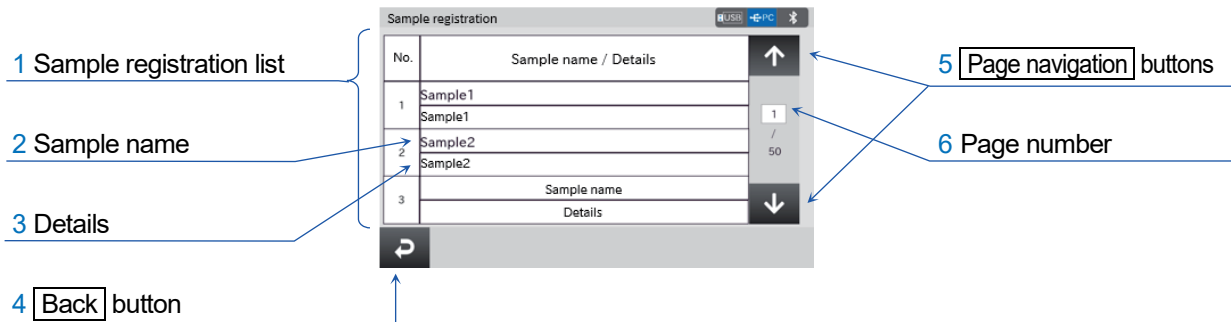 Sample registration
USB PC
1 Sample registration list
No. Sample name / Details
5 Page navigation buttons
1 Sample1
Sample1
1
/
50
2 Sample name
2 Sample2
Sample2
6 Page number
3 Sample name
Details
3 Details
4 Back button